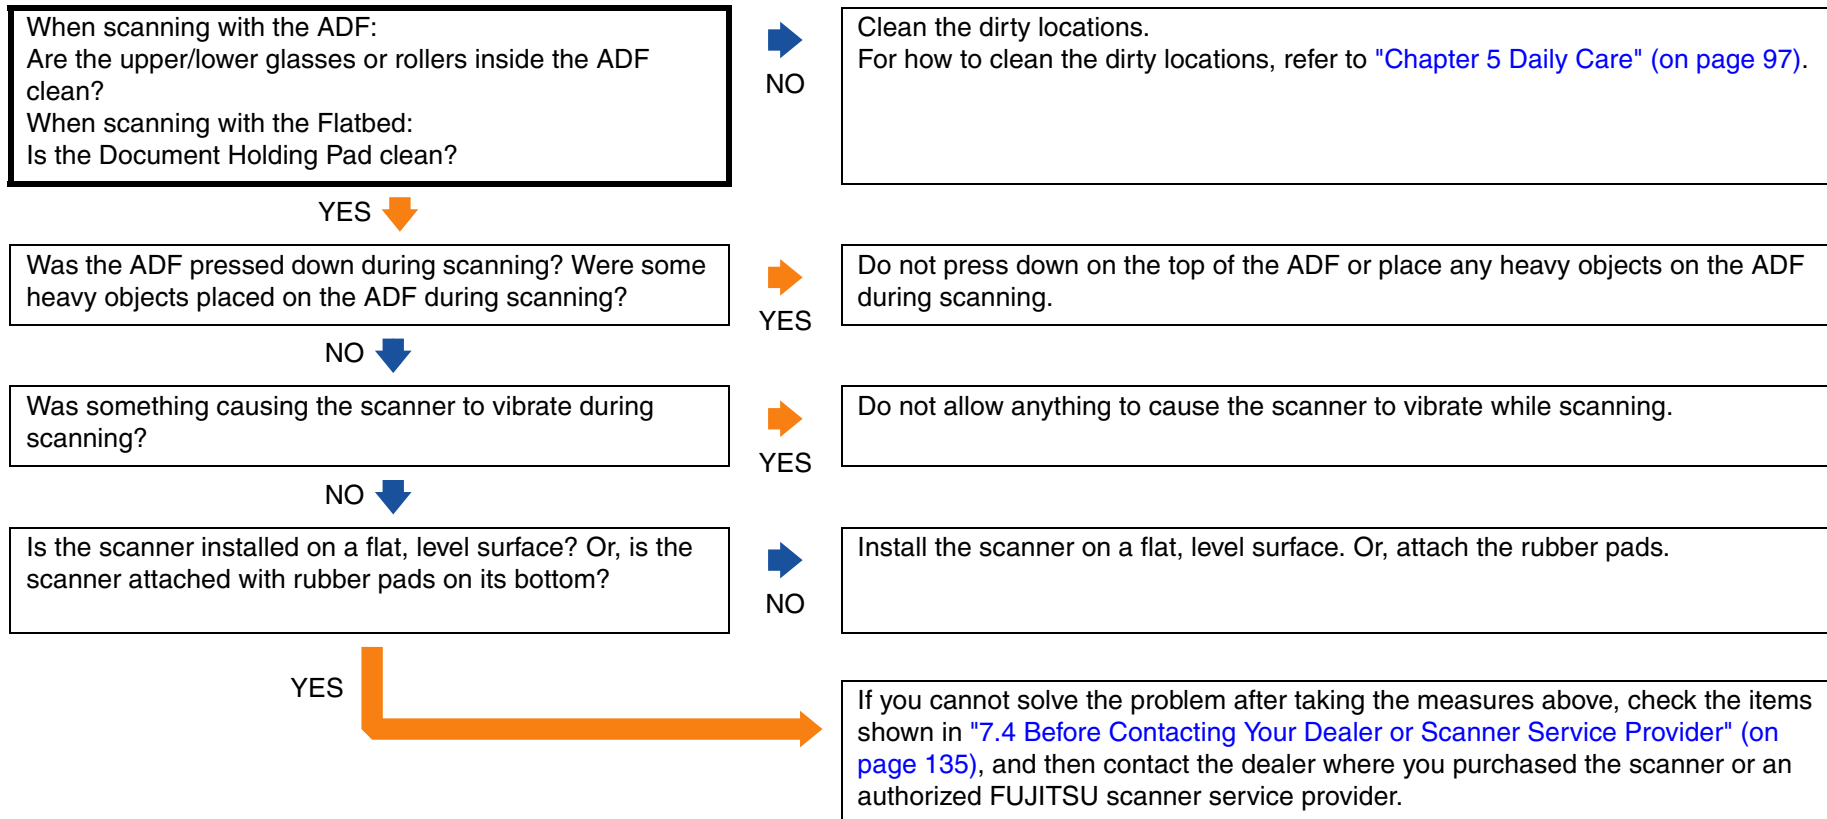 When scanning with the ADF:
Are the upper/lower glasses or rollers inside the ADF
clean?
When scanning with the Flatbed:
Is the Document Holding Pad clean?
NO
Clean the dirty locations.
For how to clean the dirty locations, refer to "Chapter 5 Daily Care" (on page 97).
YES
Was the ADF pressed down during scanning? Were some
heavy objects placed on the ADF during scanning?
YES
Do not press down on the top of the ADF or place any heavy objects on the ADF
during scanning.
NO
Was something causing the scanner to vibrate during
scanning?
YES
Do not allow anything to cause the scanner to vibrate while scanning.
NO
Is the scanner installed on a flat, level surface? Or, is the
scanner attached with rubber pads on its bottom?
NO
Install the scanner on a flat, level surface. Or, attach the rubber pads.
YES
If you cannot solve the problem after taking the measures above, check the items
shown in "7.4 Before Contacting Your Dealer or Scanner Service Provider" (on
page 135), and then contact the dealer where you purchased the scanner or an
authorized FUJITSU scanner service provider.